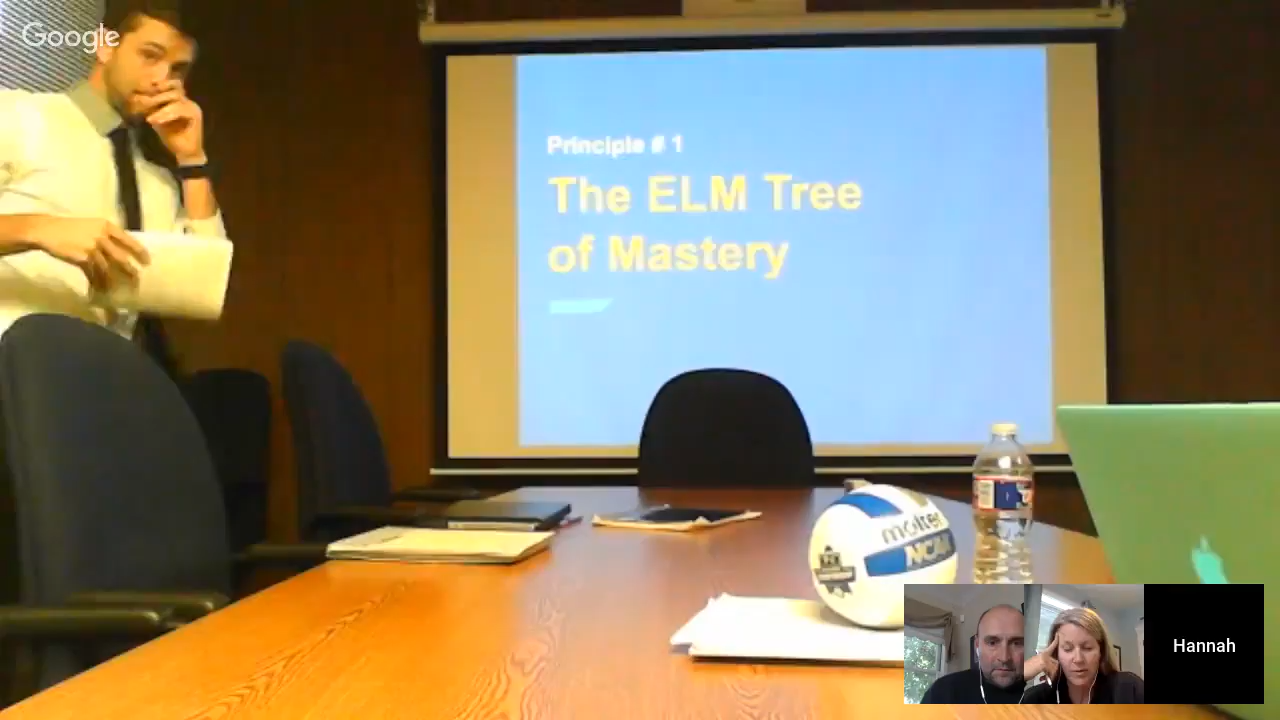 Google
Principle # 1
The ELM Tree
of Mastery
molten
NCAA
Hannah